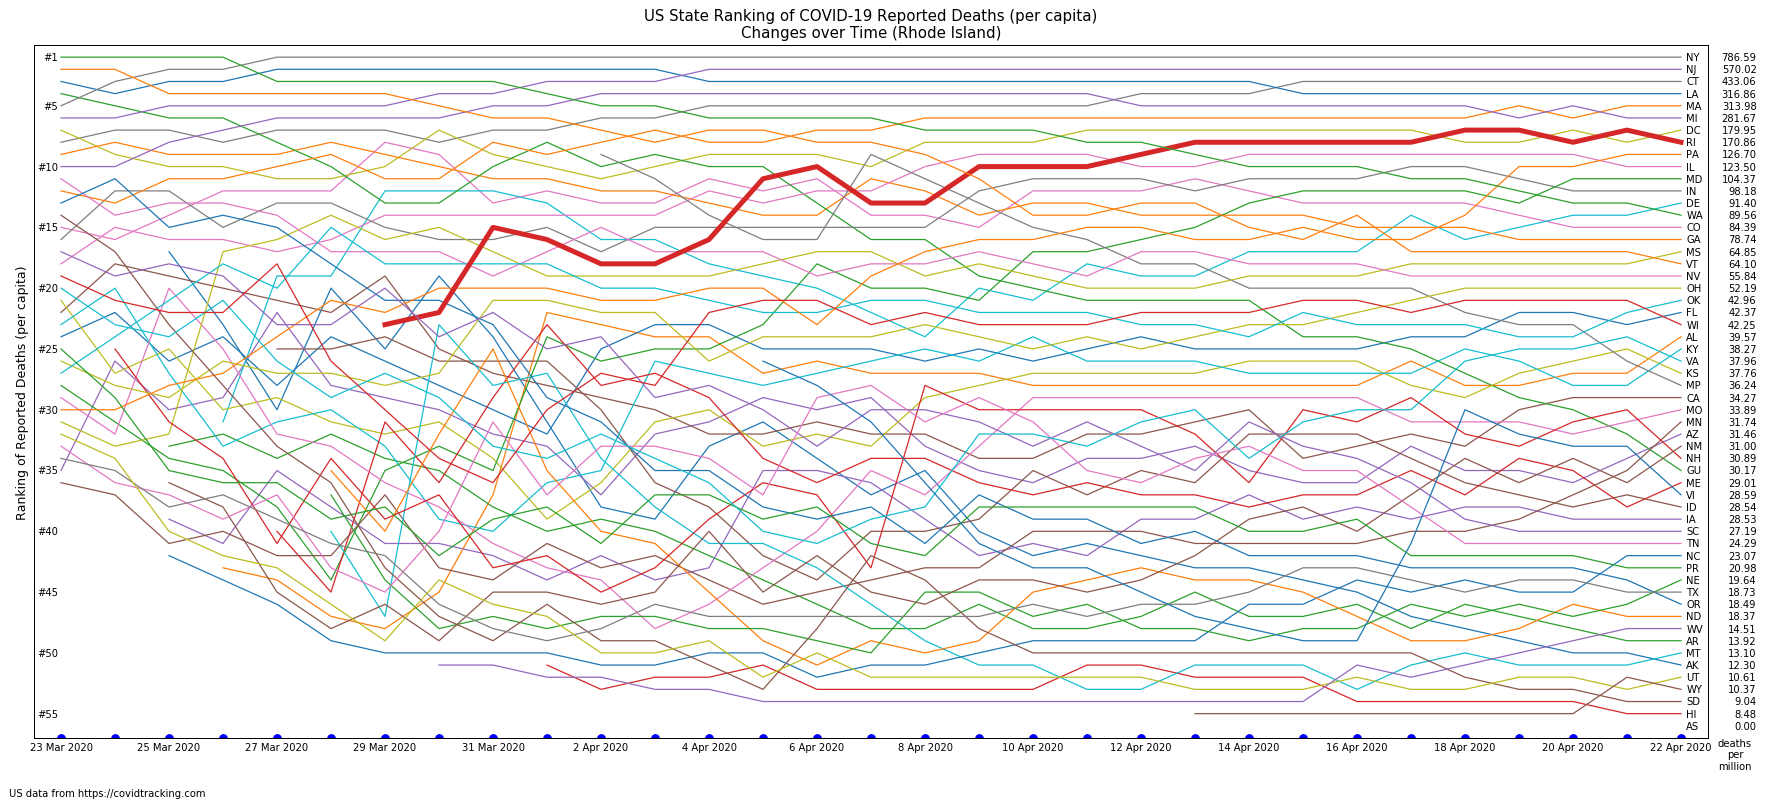 US State Ranking of COVID-19 Reported Deaths (per capita)
Changes over Time (Rhode Island)
Ranking of Reported Deaths (per capita)
#1
#5
#10
#15
#20
#25
#30
#35
#40
#45
#50
#55
NY 786.59
NJ 570.02
CT 433.06
LA 316.86
MA 313.98
MI 281.67
DC 179.95
RI 170.86
PA 126.70
IL 123.50
MD 104.37
IN 98.18
DE 91.40
WA 89.56
CO 84.39
GA 78.74
MS 64.85
VT 64.10
NV 55.84
OH 52.19
OK 42.96
FL 42.37
WI 42.25
AL 39.57
KY 38.27
VA 37.96
KS 37.76
MP 36.24
CA 34.27
MO 33.89
MN 31.74
AZ 31.46
NM 31.00
NH 30.89
GU 30.17
ME 29.01
VI 28.59
ID 28.54
IA 28.53
SC 27.19
TN 24.29
NC 23.07
PR 20.98
NE 19.64
TX 18.73
OR 18.49
ND 18.37
WV 14.51
AR 13.92
MT 13.10
AK 12.30
UT 10.61
WY 10.37
SD 9.04
HI 8.48
AS 0.00
23 Mar 2020 25 Mar 2020 27 Mar 2020 29 Mar 2020 31 Mar 2020 2 Apr 2020 4 Apr 2020 6 Apr 2020 8 Apr 2020 10 Apr 2020 12 Apr 2020 14 Apr 2020 16 Apr 2020 18 Apr 2020 20 Apr 2020 22 Apr 2020
deaths
per
million
US data from https://covidtracking.com